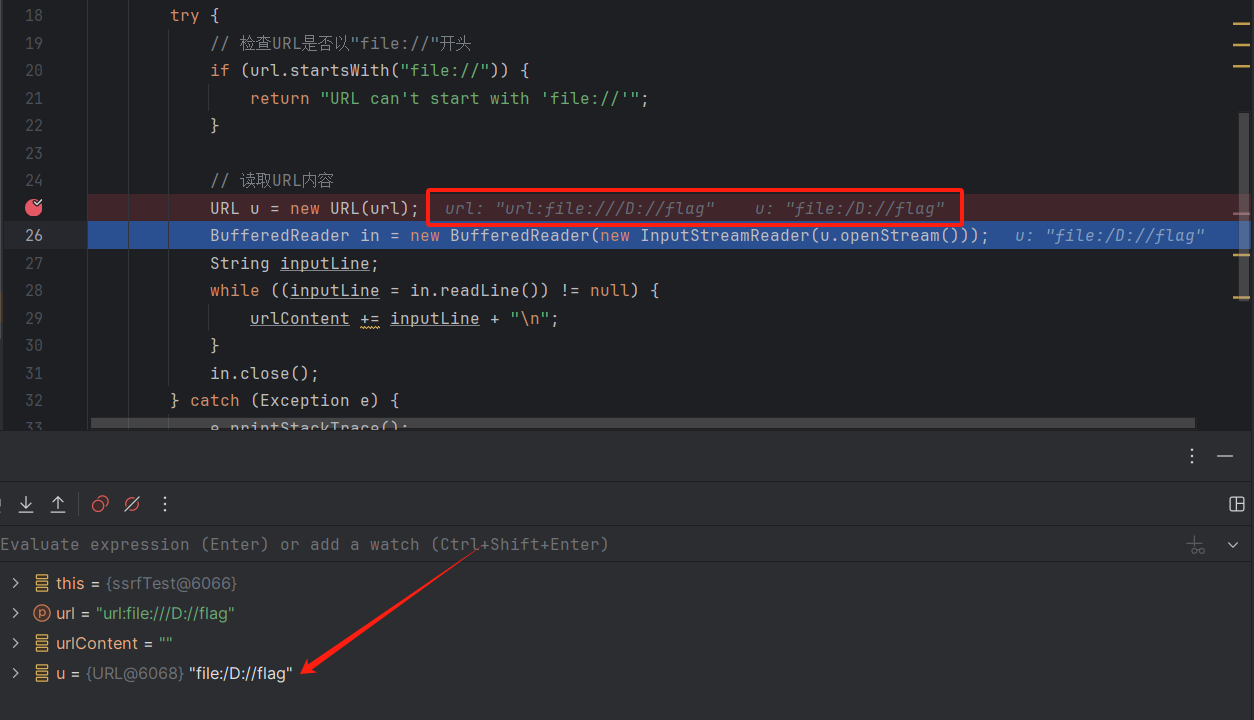 18 try {
19 // 检查URL是否以"file://"开头
20 if (url.startsWith("file://")) {
21 return "URL can't start with 'file://'";
22 }
23
24 // 读取URL内容
URL u = new URL(url); url: "url:file:///D://flag" u: "file:/D://flag"
26 BufferedReader in = new BufferedReader(new InputStreamReader(u.openStream())); u: "file:/D://flag"
27 String inputLine;
28 while ((inputLine = in.readLine()) != null) {
29 urlContent += inputLine + "\n";
30 }
31 in.close();
32 } catch (Exception e) {
33 e.printStackTrace();
Evaluate expression (Enter) or add a watch (Ctrl+Shift+Enter)
this = {ssrfTest@6066}
p url = "url:file:///D://flag"
urlContent = ""
u = {URL@6068} "file:/D://flag"